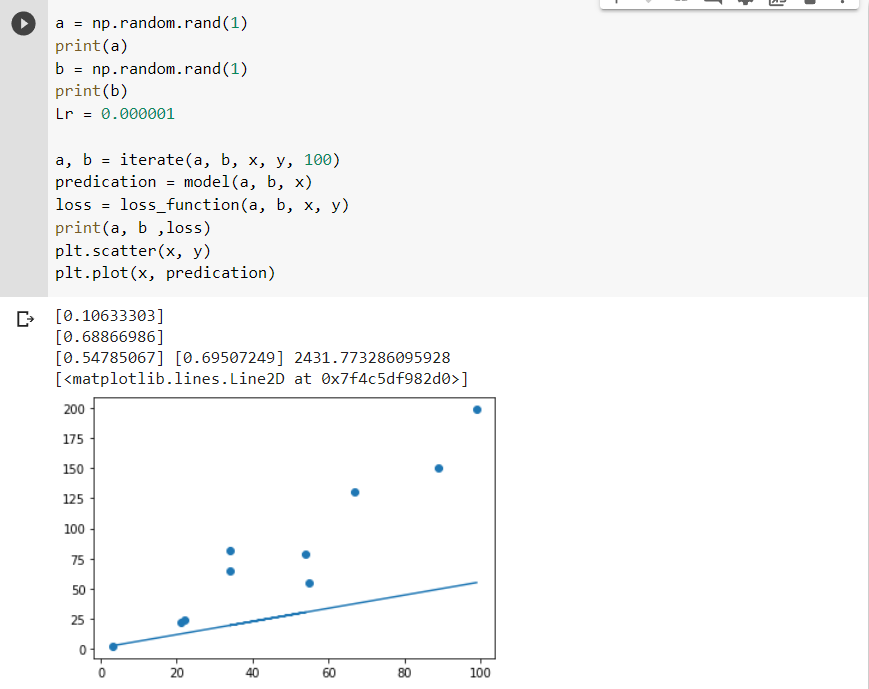 a = np.random.rand(1)
print(a)
b = np.random.rand(1)
print(b)
Lr = 0.000001
a, b = iterate(a, b, x, y, 100)
predication = model(a, b, x)
loss = loss_function(a, b, x, y)
print(a, b ,loss)
plt.scatter(x, y)
plt.plot(x, predication)
[0.10633303]
[0.68866986]
[0.54785067] [0.69507249] 2431.773286095928
[<matplotlib.lines.Line2D at 0x7f4c5df982d0>]
200
175
150
125
100
75
50
25
0
0 20 40 60 80 100